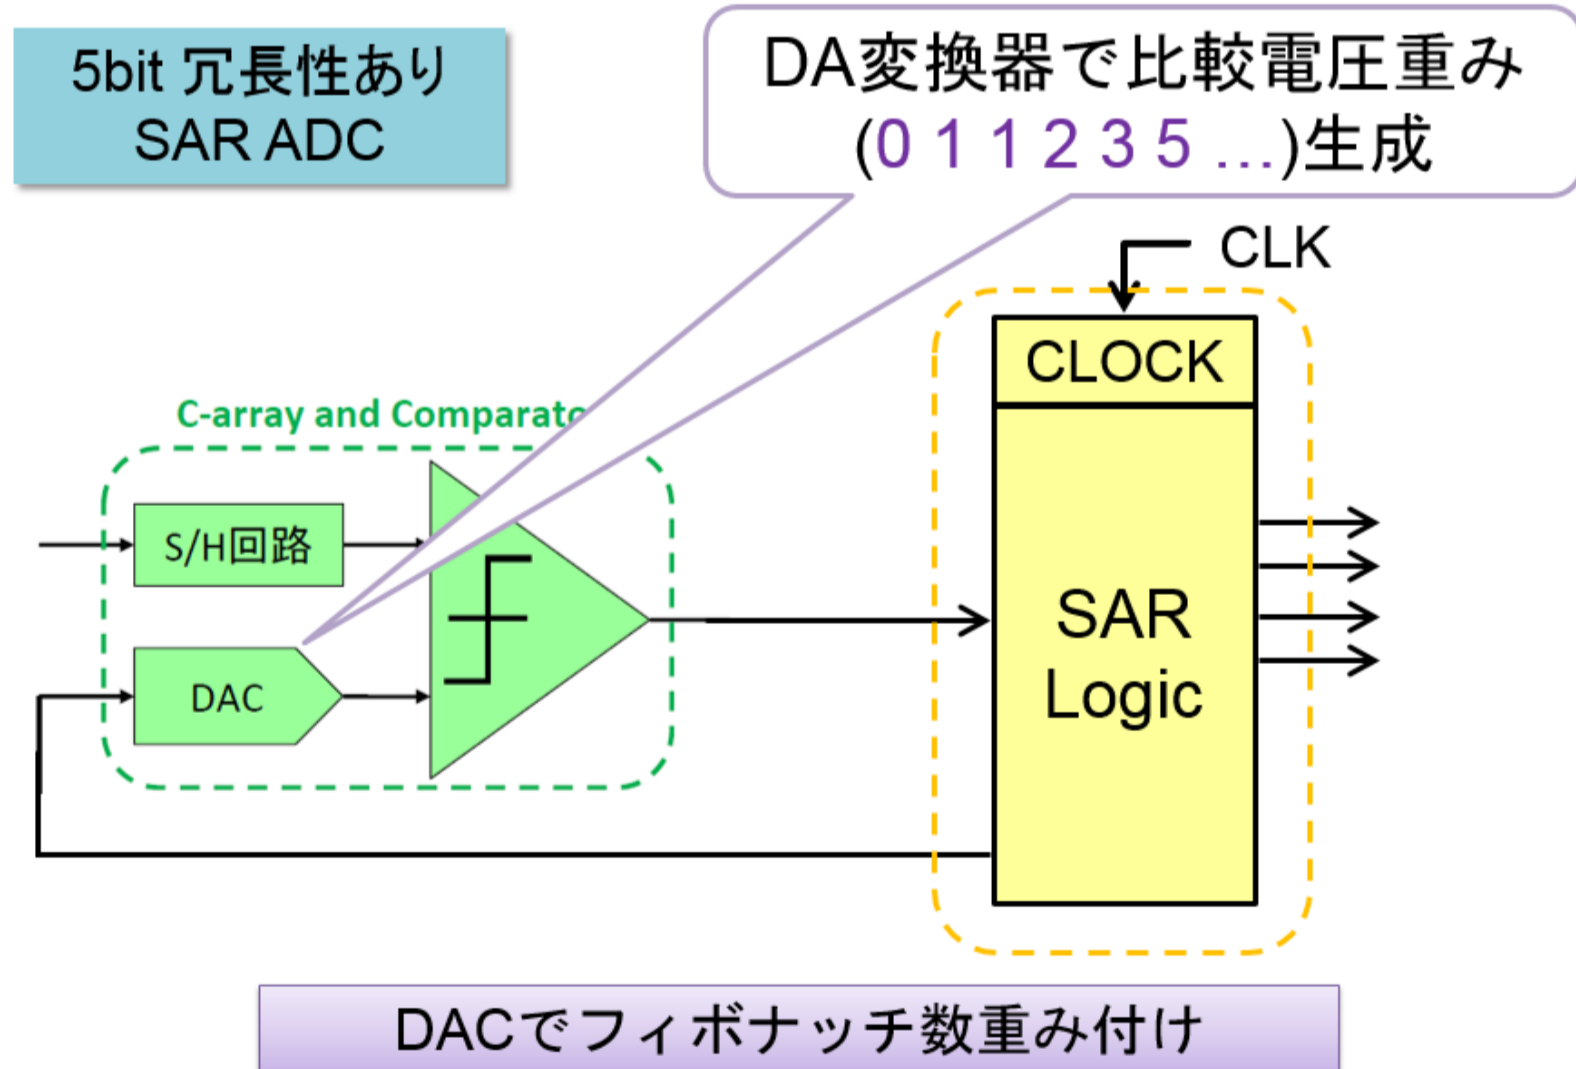 5bit 冗長性あり
SAR ADC
DA変換器で比較電圧重み
(0 1 1 2 3 5 ...)生成
CLK
CLOCK
C-array and Comparato
S/H回路
SAR
Logic
DAC
DACでフィボナッチ数重み付け